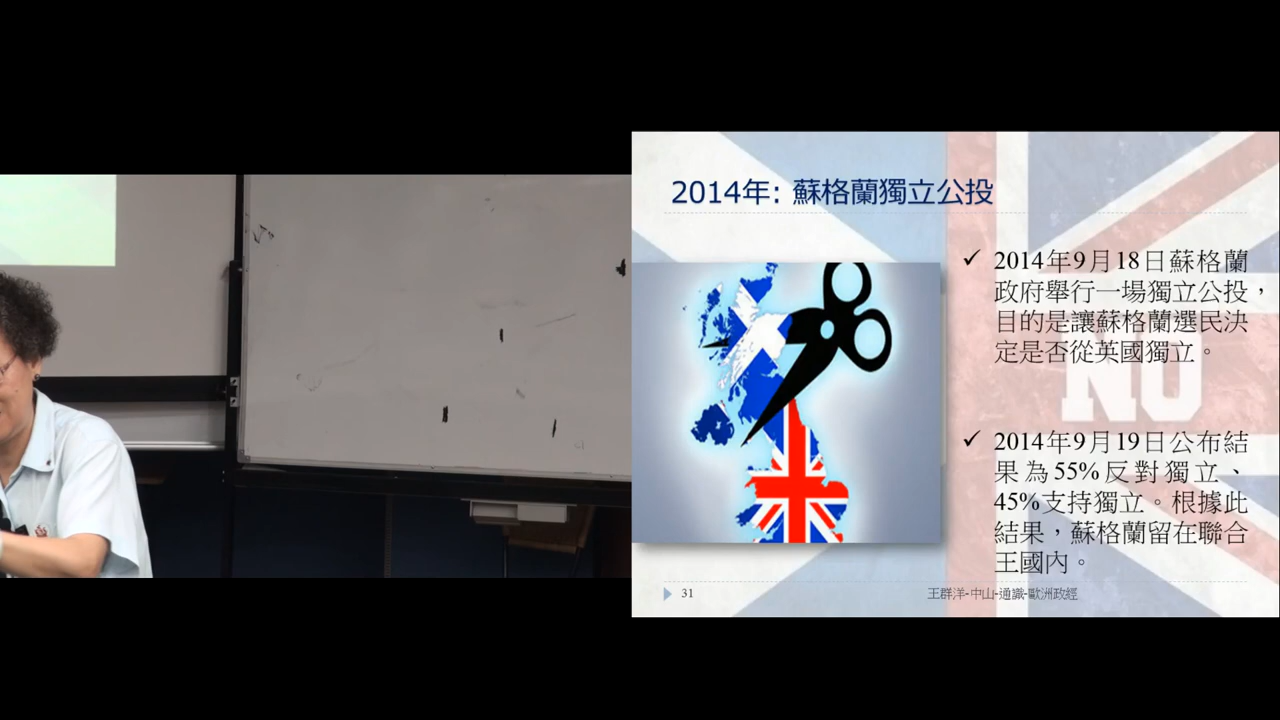 2014年: 蘇格蘭獨立公投
✓ 2014年9月18日蘇格蘭
政府舉行一場獨立公投，
目的是讓蘇格蘭選民決
定是否從英國獨立。
NO
✓ 2014年9月19日公布結
果為55%反對獨立、
45%支持獨立。根據此
結果，蘇格蘭留在聯合
王國內。
31
王群洋-中山-通識-歐洲政經